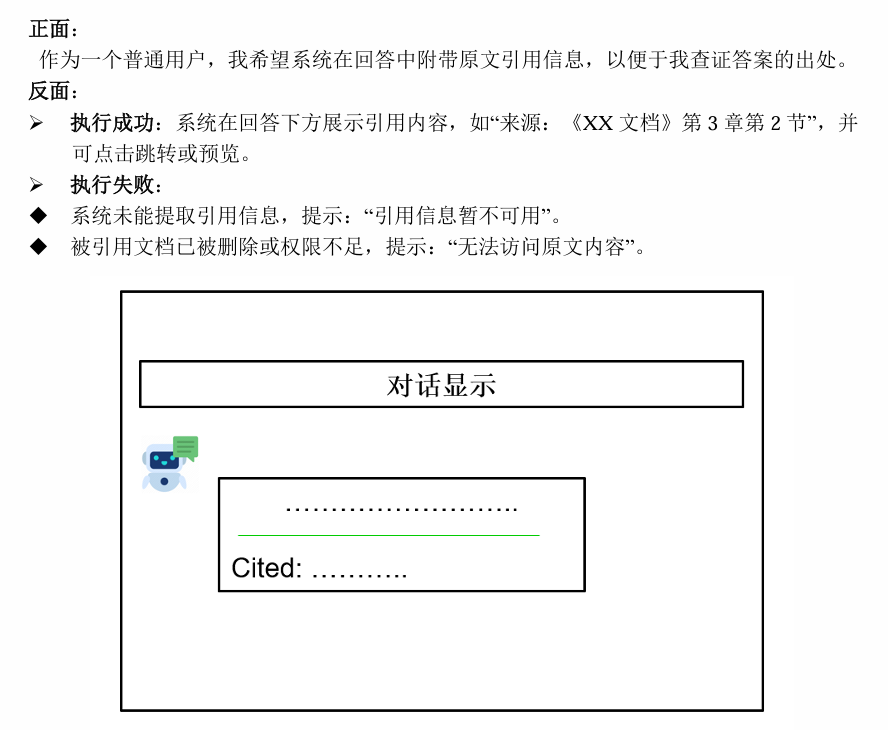 正面：
作为一个普通用户，我希望系统在回答中附带原文引用信息，以便于我查证答案的出处。
反面：
➢ 执行成功：系统在回答下方展示引用内容，如“来源：《XX 文档》第 3 章第 2 节”，并
可点击跳转或预览。
➢ 执行失败：
◆ 系统未能提取引用信息，提示：“引用信息暂不可用”。
◆ 被引用文档已被删除或权限不足，提示：“无法访问原文内容”。
对话显示
……………………..
Cited: ………..